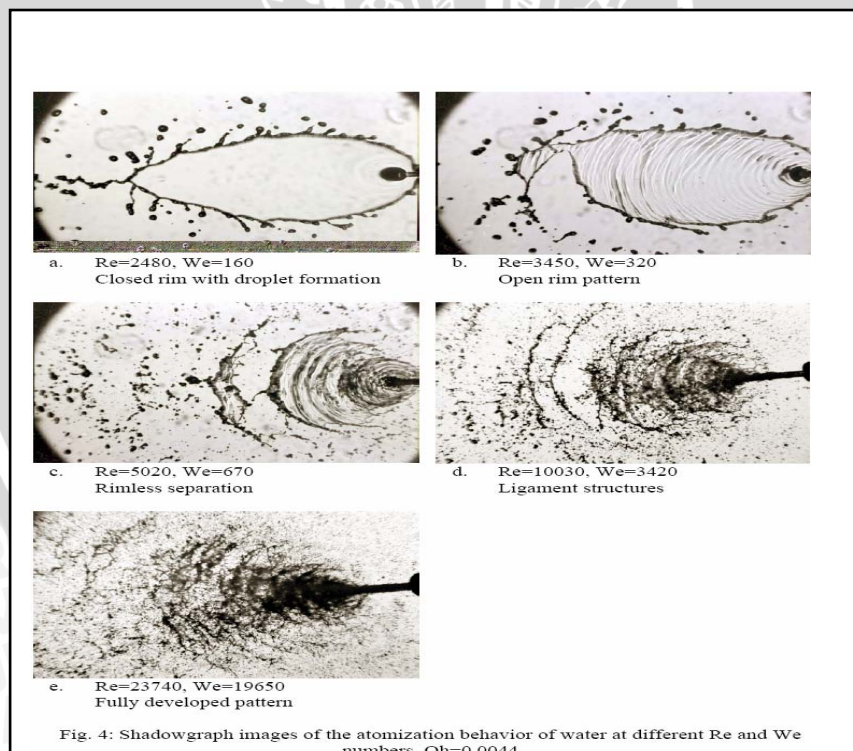 a. Re=2480, We=160
Closed rim with droplet formation
b. Re=3450, We=320
Open rim pattern
c. Re=5020, We=670
Rimless separation
d. Re=10030, We=3420
Ligament structures
e. Re=23740, We=19650
Fully developed pattern
Fig. 4: Shadowgraph images of the atomization behavior of water at different Re and We
numbers, Oh=0.0044